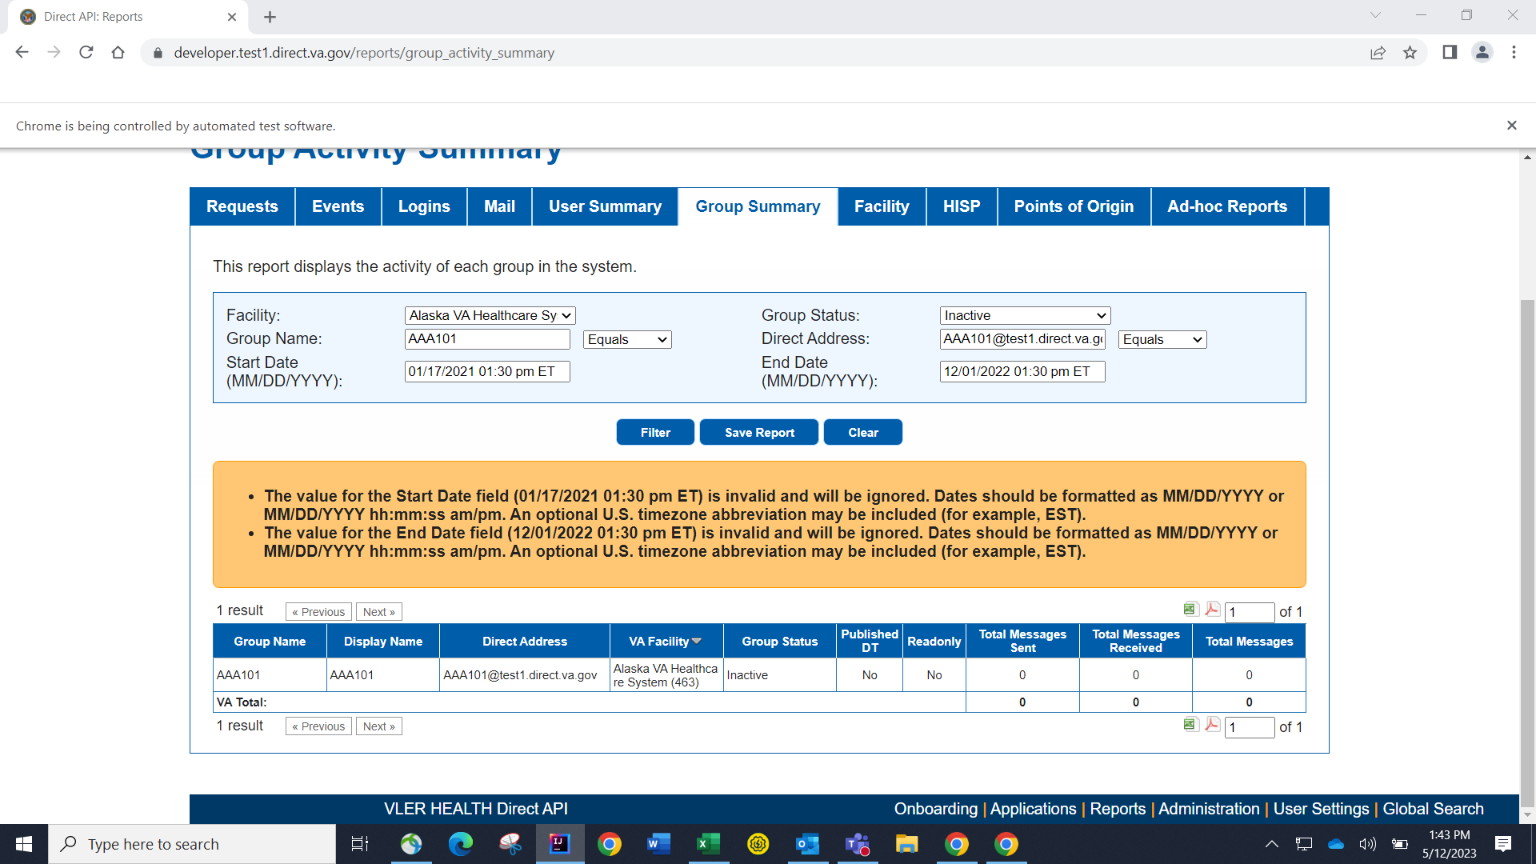 Direct API: Reports
developer.test1.direct.va.gov/reports/group_activity_summary
Chrome is being controlled by automated test software.
Group Activity Summary
Requests Events Logins Mail User Summary Group Summary Facility HISP Points of Origin Ad-hoc Reports
This report displays the activity of each group in the system.
Facility: Alaska VA Healthcare Sy Group Status: Inactive
Group Name: AAA101 Equals Direct Address: AAA101@test1.direct.va.g Equals
Start Date (MM/DD/YYYY): 01/17/2021 01:30 pm ET End Date (MM/DD/YYYY): 12/01/2022 01:30 pm ET
Filter Save Report Clear
• The value for the Start Date field (01/17/2021 01:30 pm ET) is invalid and will be ignored. Dates should be formatted as MM/DD/YYYY or
MM/DD/YYYY hh:mm:ss am/pm. An optional U.S. timezone abbreviation may be included (for example, EST).
• The value for the End Date field (12/01/2022 01:30 pm ET) is invalid and will be ignored. Dates should be formatted as MM/DD/YYYY or
MM/DD/YYYY hh:mm:ss am/pm. An optional U.S. timezone abbreviation may be included (for example, EST).
1 result « Previous Next » 1 of 1
Group Name Display Name Direct Address VA Facility Group Status Published DT Readonly Total Messages Sent Total Messages Received Total Messages
AAA101 AAA101 AAA101@test1.direct.va.gov Alaska VA Healthca re System (463) Inactive No No 0 0 0
VA Total: 0 0 0
1 result « Previous Next » 1 of 1
VLER HEALTH Direct API Onboarding | Applications | Reports | Administration | User Settings | Global Search
Type here to search
1:43 PM
5/12/2023